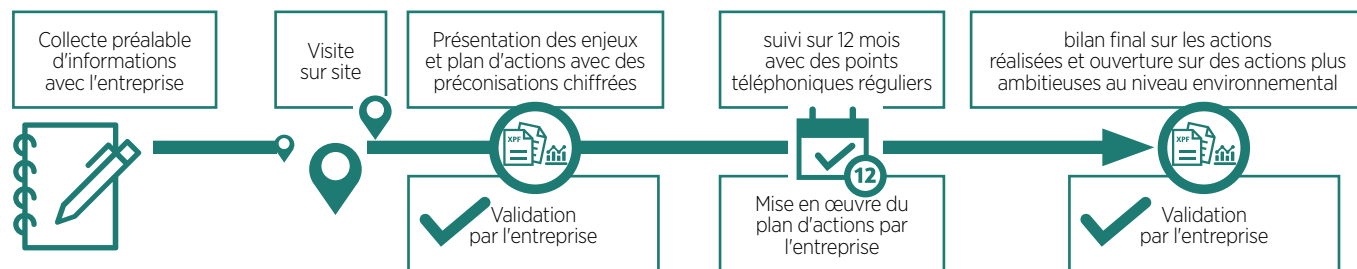 Collecte préalable
d'informations
avec l'entreprise
Visite
sur site
Présentation des enjeux
et plan d'actions avec des
préconisations chiffrées
suivi sur 12 mois
avec des points
téléphoniques réguliers
bilan final sur les actions
réalisées et ouverture sur des actions plus
ambitieuses au niveau environnemental
XPF
12
XPF
Validation
par l'entreprise
Mise en œuvre du
plan d'actions par
l'entreprise
Validation
par l'entreprise